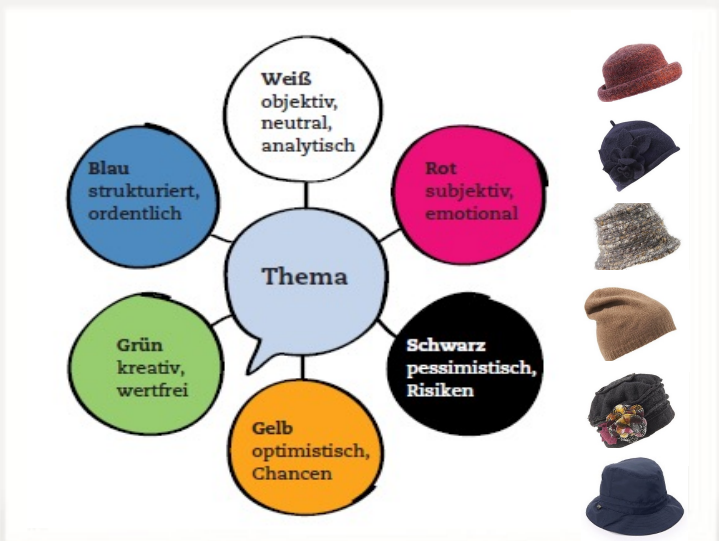 Weiß
objektiv,
neutral,
analytisch
Rot
subjektiv,
emotional
Schwarz
pessimistisch,
Risiken
Gelb
optimistisch,
Chancen
Grün
kreativ,
wertfrei
Blau
strukturiert,
ordentlich
Thema